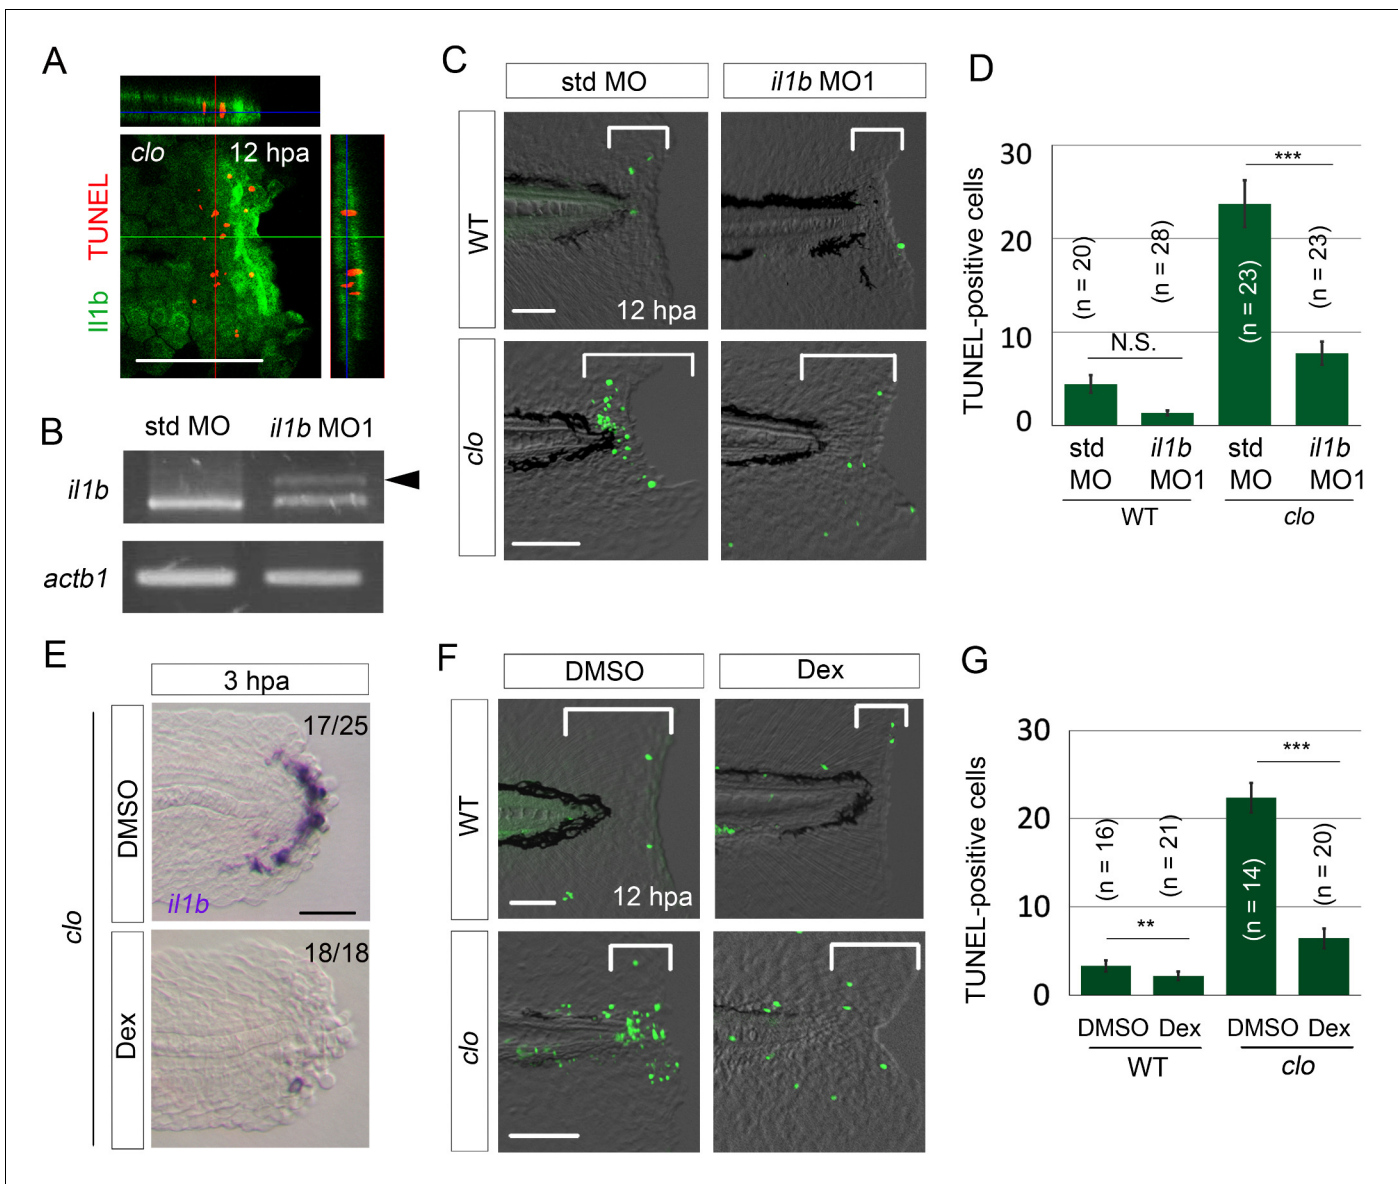 A
clo
12 hpa
TUNEL
Il1b
B
std MO
il1b MO1
il1b
actb1
C
std MO
il1b MO1
WT
12 hpa
clo
D
TUNEL-positive cells
30
20
10
0
(n = 20)
(n = 28)
(n = 23)
(n = 23)
N.S.
***
std MO
il1b MO1
std MO
il1b MO1
WT
clo
E
3 hpa
clo
DMSO
17/25
il1b
Dex
18/18
F
DMSO
Dex
WT
12 hpa
clo
G
TUNEL-positive cells
30
20
10
0
(n = 16)
(n = 21)
(n = 14)
(n = 20)
**
***
DMSO Dex
DMSO Dex
WT
clo